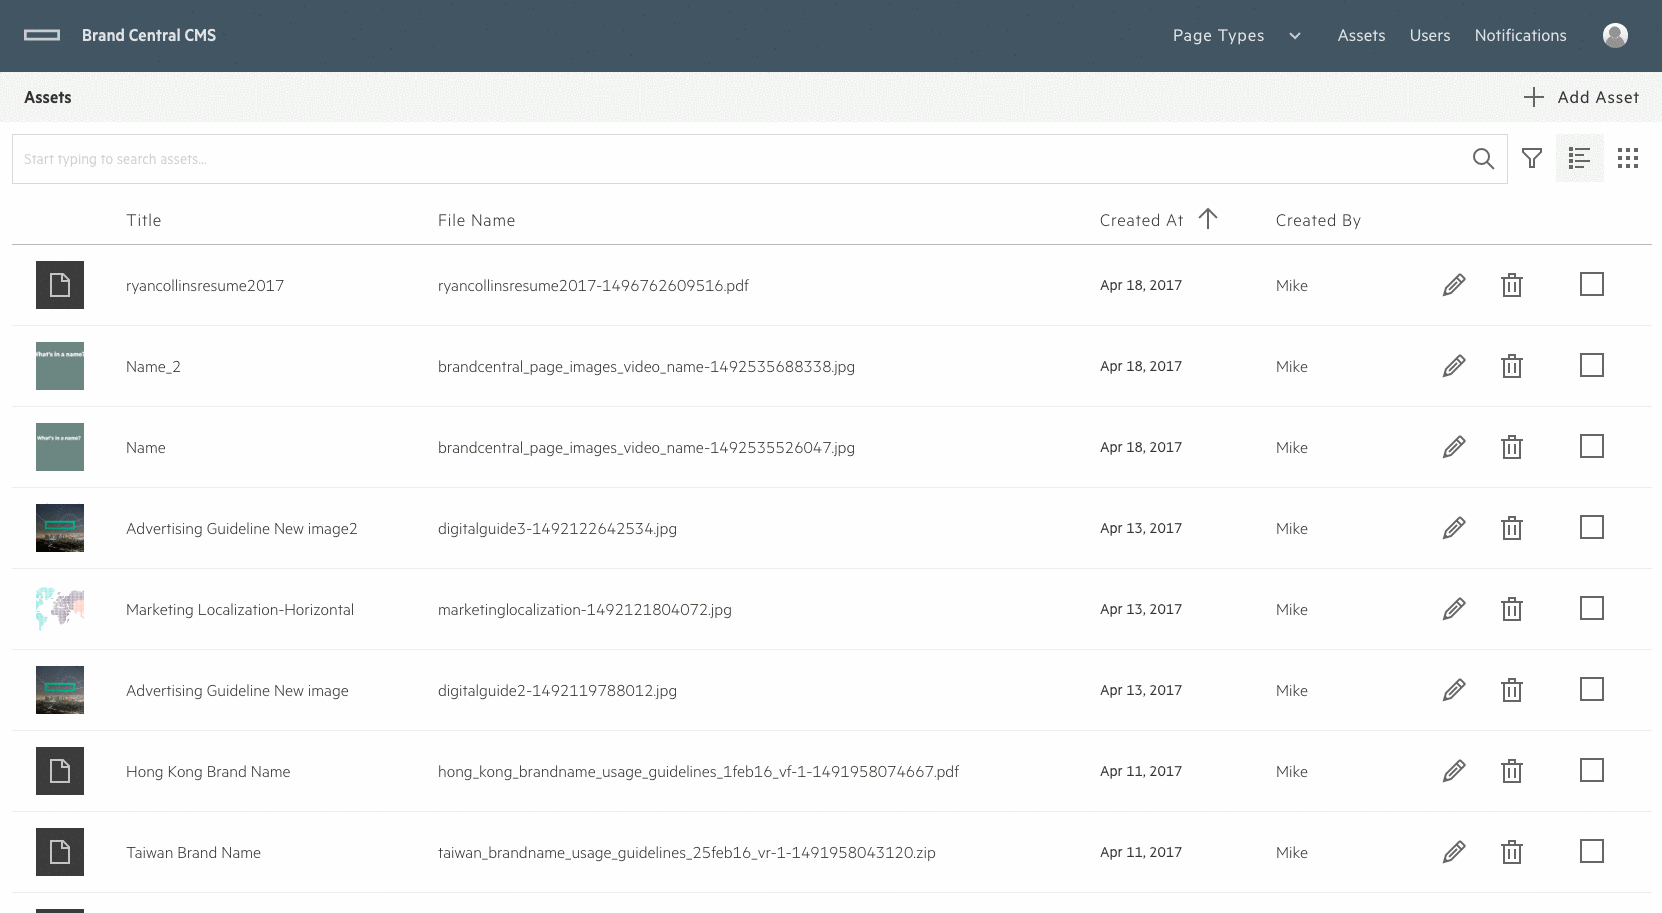 Brand Central CMS
Page Types Assets Users Notifications
Assets
Add Asset
Start typing to search assets...
Title File Name Created At Created By
ryancollinsresume2017 ryancollinsresume2017-1496762609516.pdf Apr 18, 2017 Mike
What's in a name?
Name_2 brandcentral_page_images_video_name-1492535688338.jpg Apr 18, 2017 Mike
What's in a name?
Name brandcentral_page_images_video_name-1492535526047.jpg Apr 18, 2017 Mike
Advertising Guideline New image2 digitalguide3-1492122642534.jpg Apr 13, 2017 Mike
Marketing Localization-Horizontal marketinglocalization-1492121804072.jpg Apr 13, 2017 Mike
Advertising Guideline New image digitalguide2-1492119788012.jpg Apr 13, 2017 Mike
Hong Kong Brand Name hong_kong_brandname_usage_guidelines_1feb16_vf-1-1491958074667.pdf Apr 11, 2017 Mike
Taiwan Brand Name taiwan_brandname_usage_guidelines_25feb16_vr-1-1491958043120.zip Apr 11, 2017 Mike